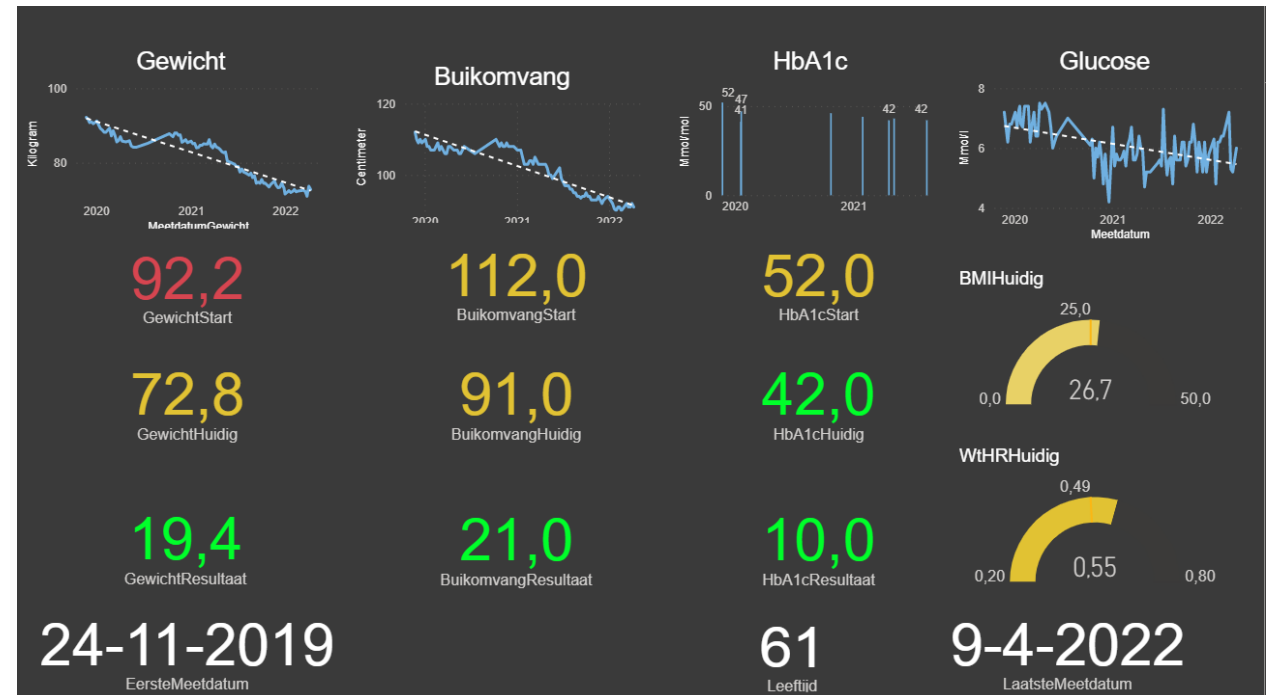 Gewicht
100
80
Kilogram
2020 2021 2022
MeetdatumGewicht
Buikomvang
120
100
Centimeter
2020 2021 2022
HbA1c
50
0
Mmol/mol
52
47
41
42
42
2020 2021
Glucose
8
6
4
Mmol/l
2020 2021 2022
Meetdatum
92,2
GewichtStart
112,0
BuikomvangStart
52,0
HbA1cStart
BMIHuidig
25,0
0,0
26,7
50,0
72,8
GewichtHuidig
91,0
BuikomvangHuidig
42,0
HbA1cHuidig
WtHRHuidig
0,49
0,20
0,55
0,80
19,4
GewichtResultaat
21,0
BuikomvangResultaat
10,0
HbA1cResultaat
24-11-2019
EersteMeetdatum
61
Leeftijd
9-4-2022
LaatsteMeetdatum